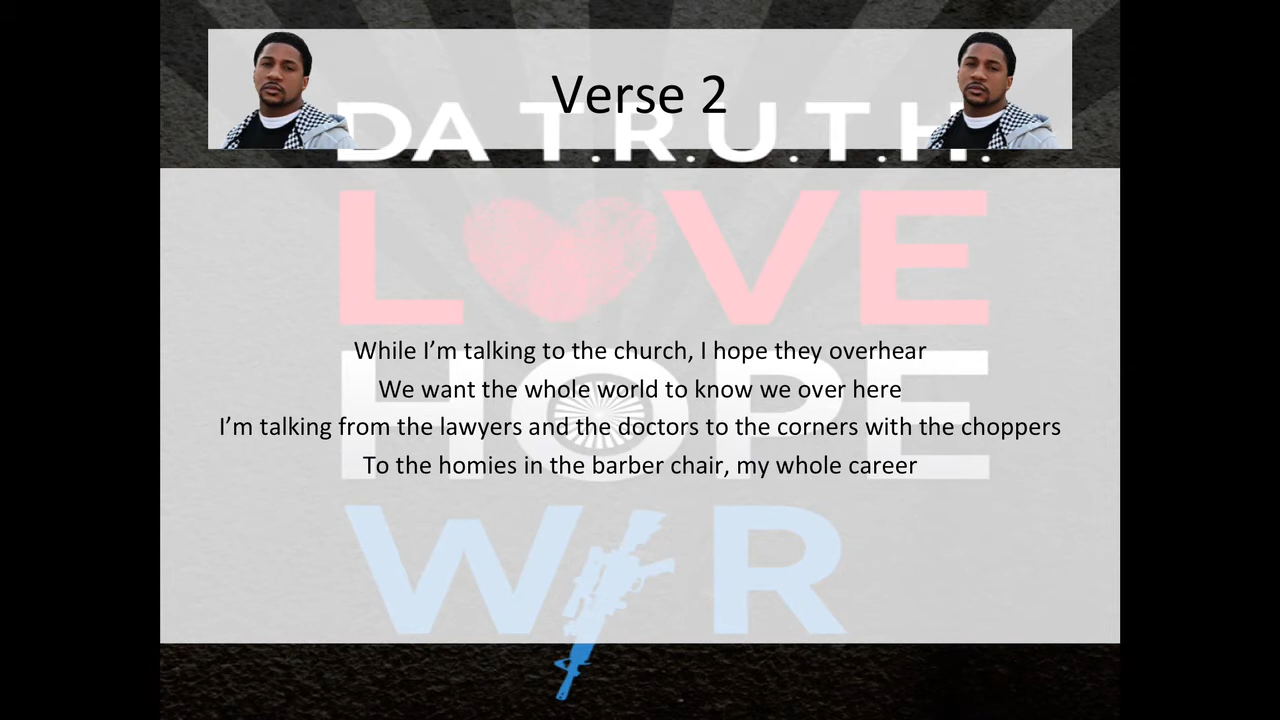 Verse 2
DA T.R.U.T.H.
LOVE
HOPE
WAR
While I’m talking to the church, I hope they overhear
We want the whole world to know we over here
I’m talking from the lawyers and the doctors to the corners with the choppers
To the homies in the barber chair, my whole career